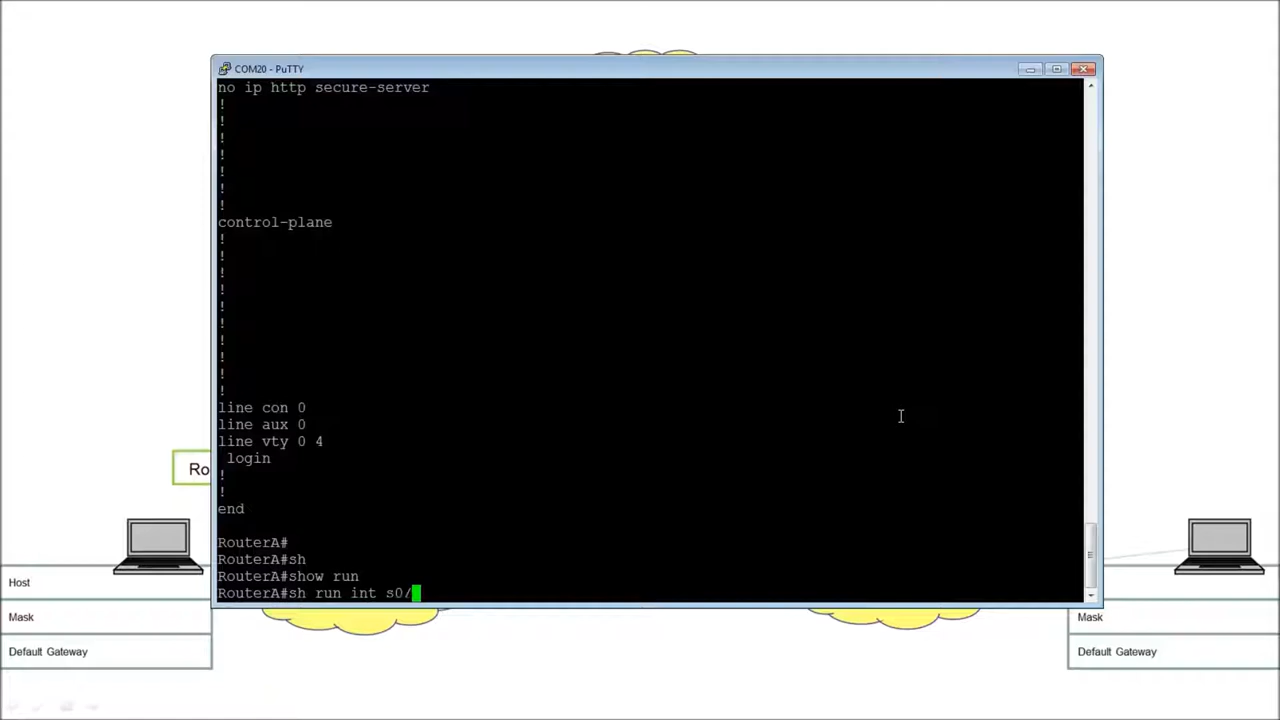 COM20 - PuTTY
no ip http secure-server
!
!
!
!
!
!
!
control-plane
!
!
!
!
!
!
!
!
!
!
line con 0
line aux 0
line vty 0 4
login
!
!
end
RouterA#
RouterA#sh
RouterA#show run
RouterA#sh run int s0/
Ro
Host
Mask
Default Gateway
Mask
Default Gateway